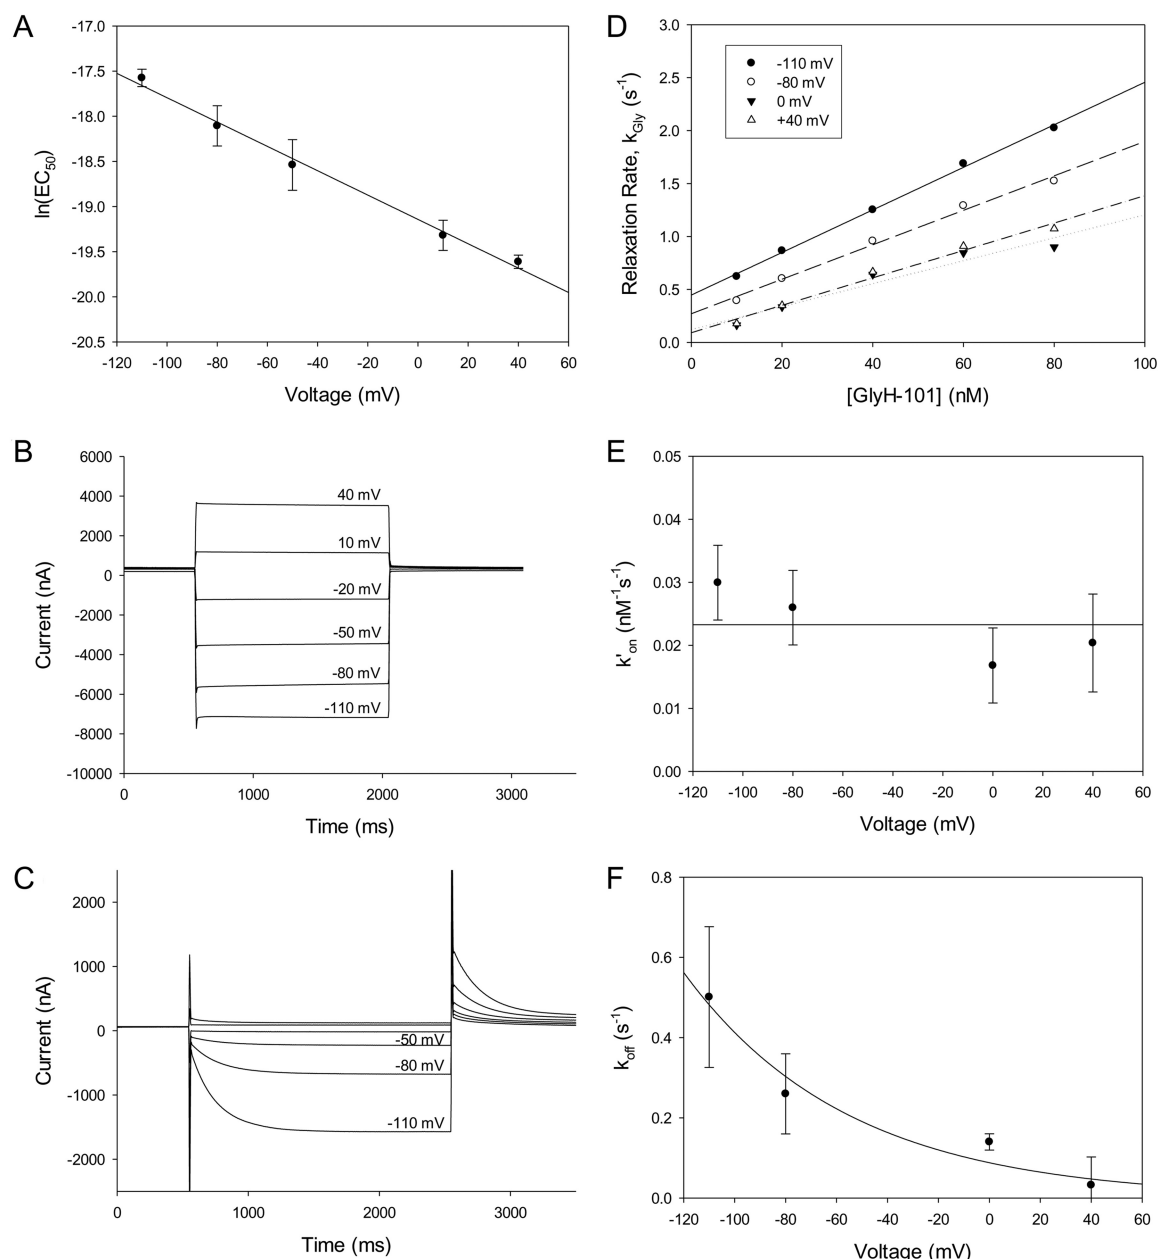 A
-17.0
-17.5
-18.0
-18.5
-19.0
-19.5
-20.0
-20.5
ln(EC50)
-120 -100 -80 -60 -40 -20 0 20 40 60
Voltage (mV)
D
3.0
2.5
2.0
1.5
1.0
0.5
0.0
Relaxation Rate, kGly (s-1)
-110 mV
-80 mV
0 mV
+40 mV
0 20 40 60 80 100
[GlyH-101] (nM)
B
6000
4000
2000
0
-2000
-4000
-6000
-8000
-10000
Current (nA)
40 mV
10 mV
-20 mV
-50 mV
-80 mV
-110 mV
0 1000 2000 3000
Time (ms)
E
0.05
0.04
0.03
0.02
0.01
0.00
k'on (nM-1s-1)
-120 -100 -80 -60 -40 -20 0 20 40 60
Voltage (mV)
C
2000
1000
0
-1000
-2000
Current (nA)
-50 mV
-80 mV
-110 mV
0 1000 2000 3000
Time (ms)
F
0.8
0.6
0.4
0.2
0.0
koff (s-1)
-120 -100 -80 -60 -40 -20 0 20 40 60
Voltage (mV)